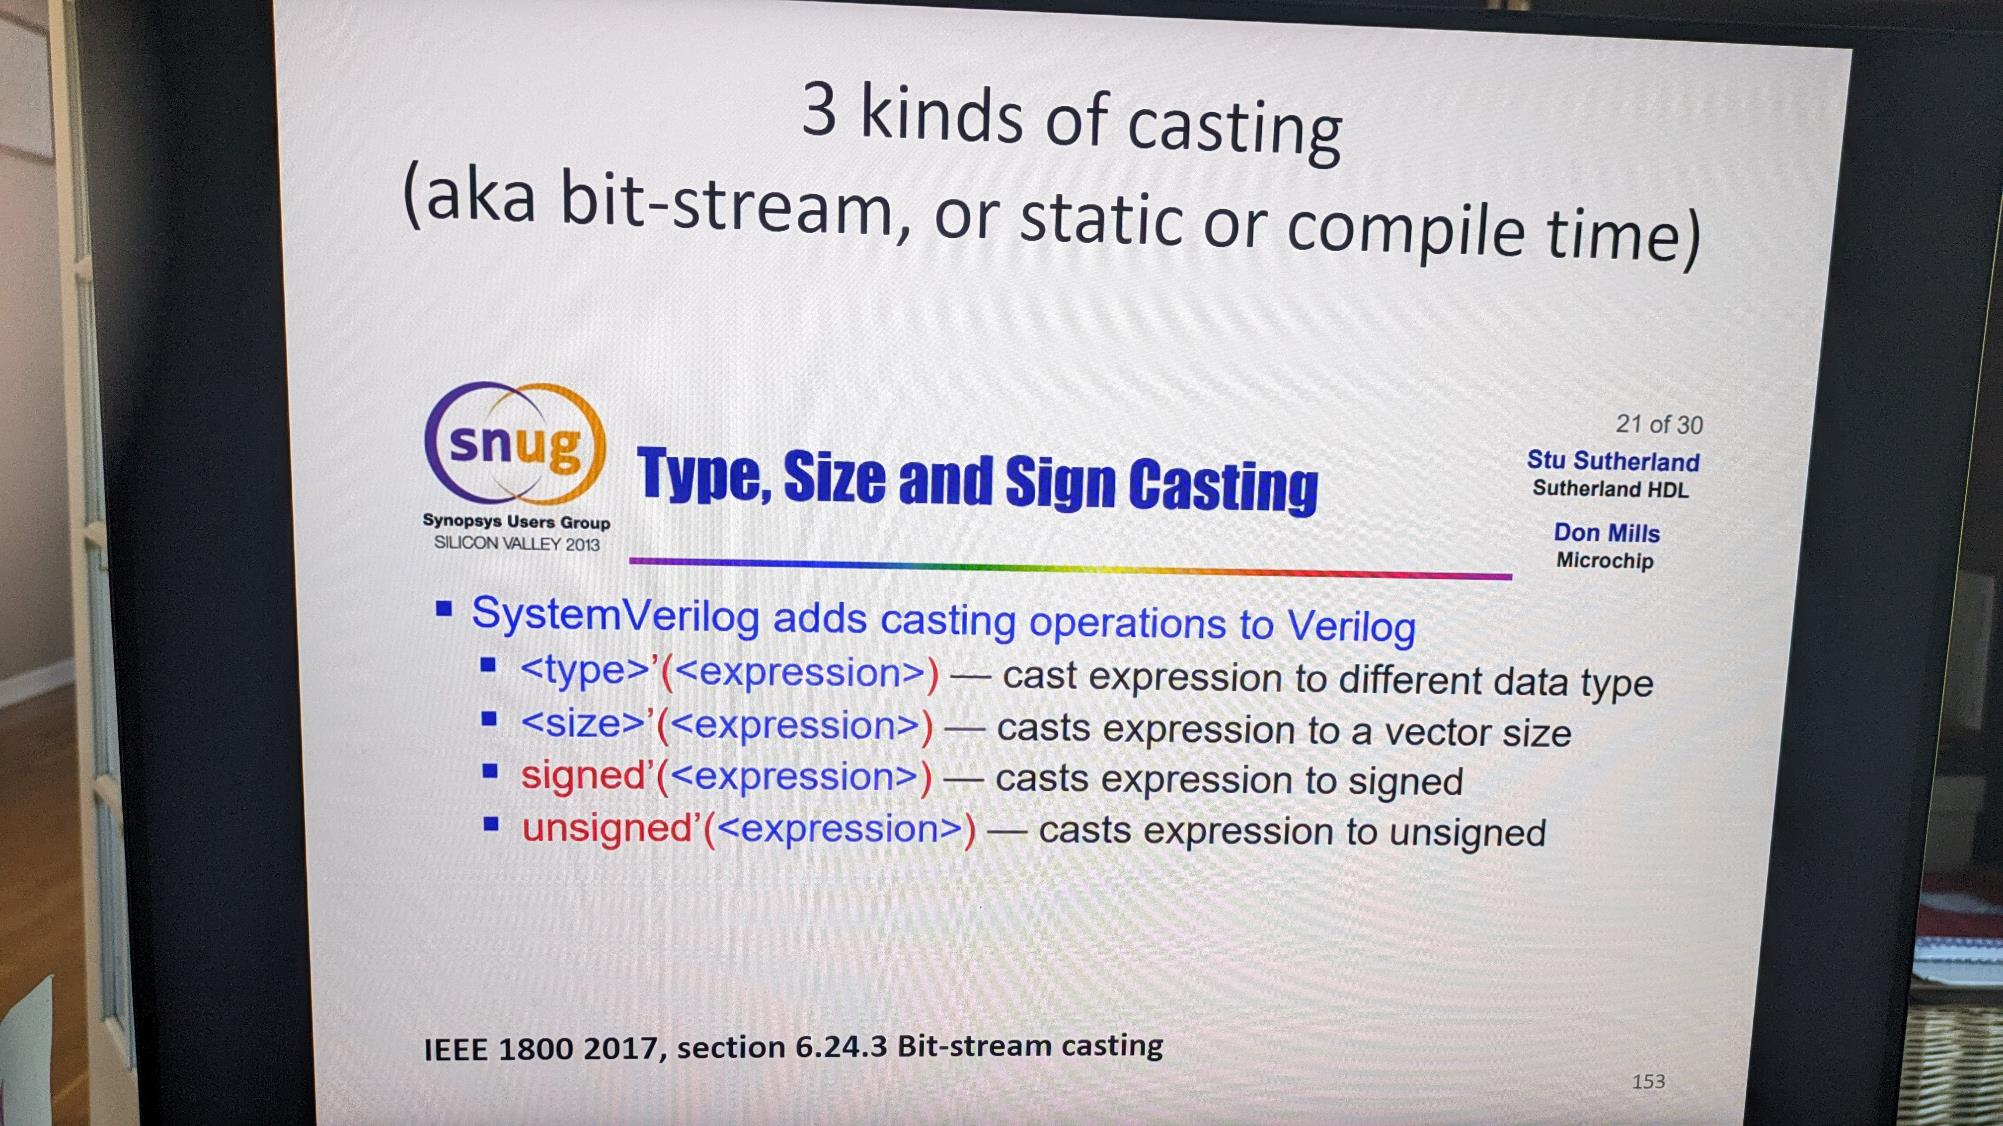 3 kinds of casting
(aka bit-stream, or static or compile time)
snug
Synopsys Users Group
SILICON VALLEY 2013
Type, Size and Sign Casting
21 of 30
Stu Sutherland
Sutherland HDL
Don Mills
Microchip
▪ SystemVerilog adds casting operations to Verilog
▪ <type>’(<expression>) — cast expression to different data type
▪ <size>’(<expression>) — casts expression to a vector size
▪ signed’(<expression>) — casts expression to signed
▪ unsigned’(<expression>) — casts expression to unsigned
IEEE 1800 2017, section 6.24.3 Bit-stream casting
153